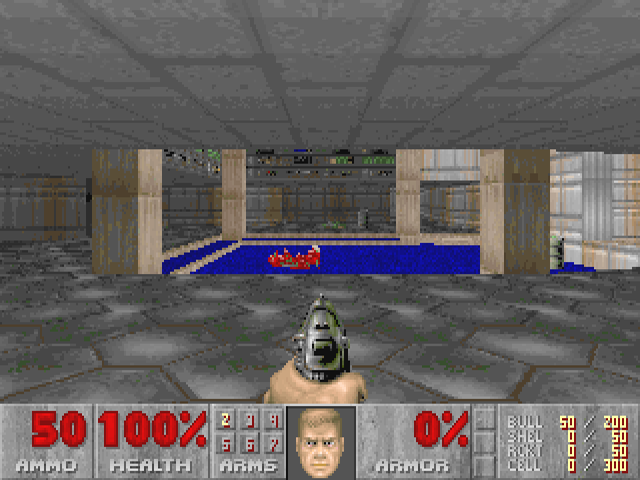 50 100% 2 3 4 0% BULL 50 / 200
5 6 7 SHEL 0 / 50
RCKT 0 / 50
AMMO HEALTH ARMS ARMOR CELL 0 / 300